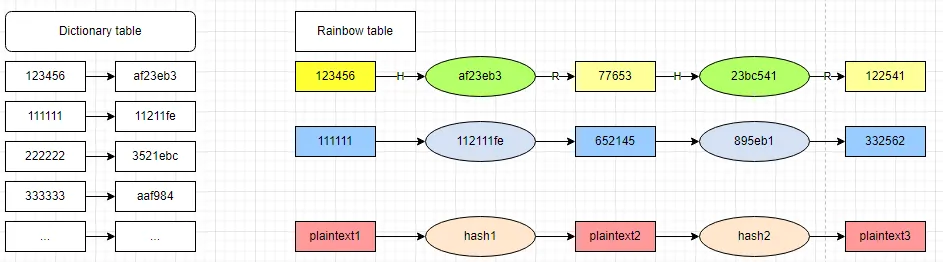 Dictionary table
Rainbow table
123456 af23eb3
123456 H af23eb3 R 77653 H 23bc541 R 122541
111111 11211fe
111111 112111fe 652145 895eb1 332562
222222 3521ebc
333333 aaf984
... ...
plaintext1 hash1 plaintext2 hash2 plaintext3